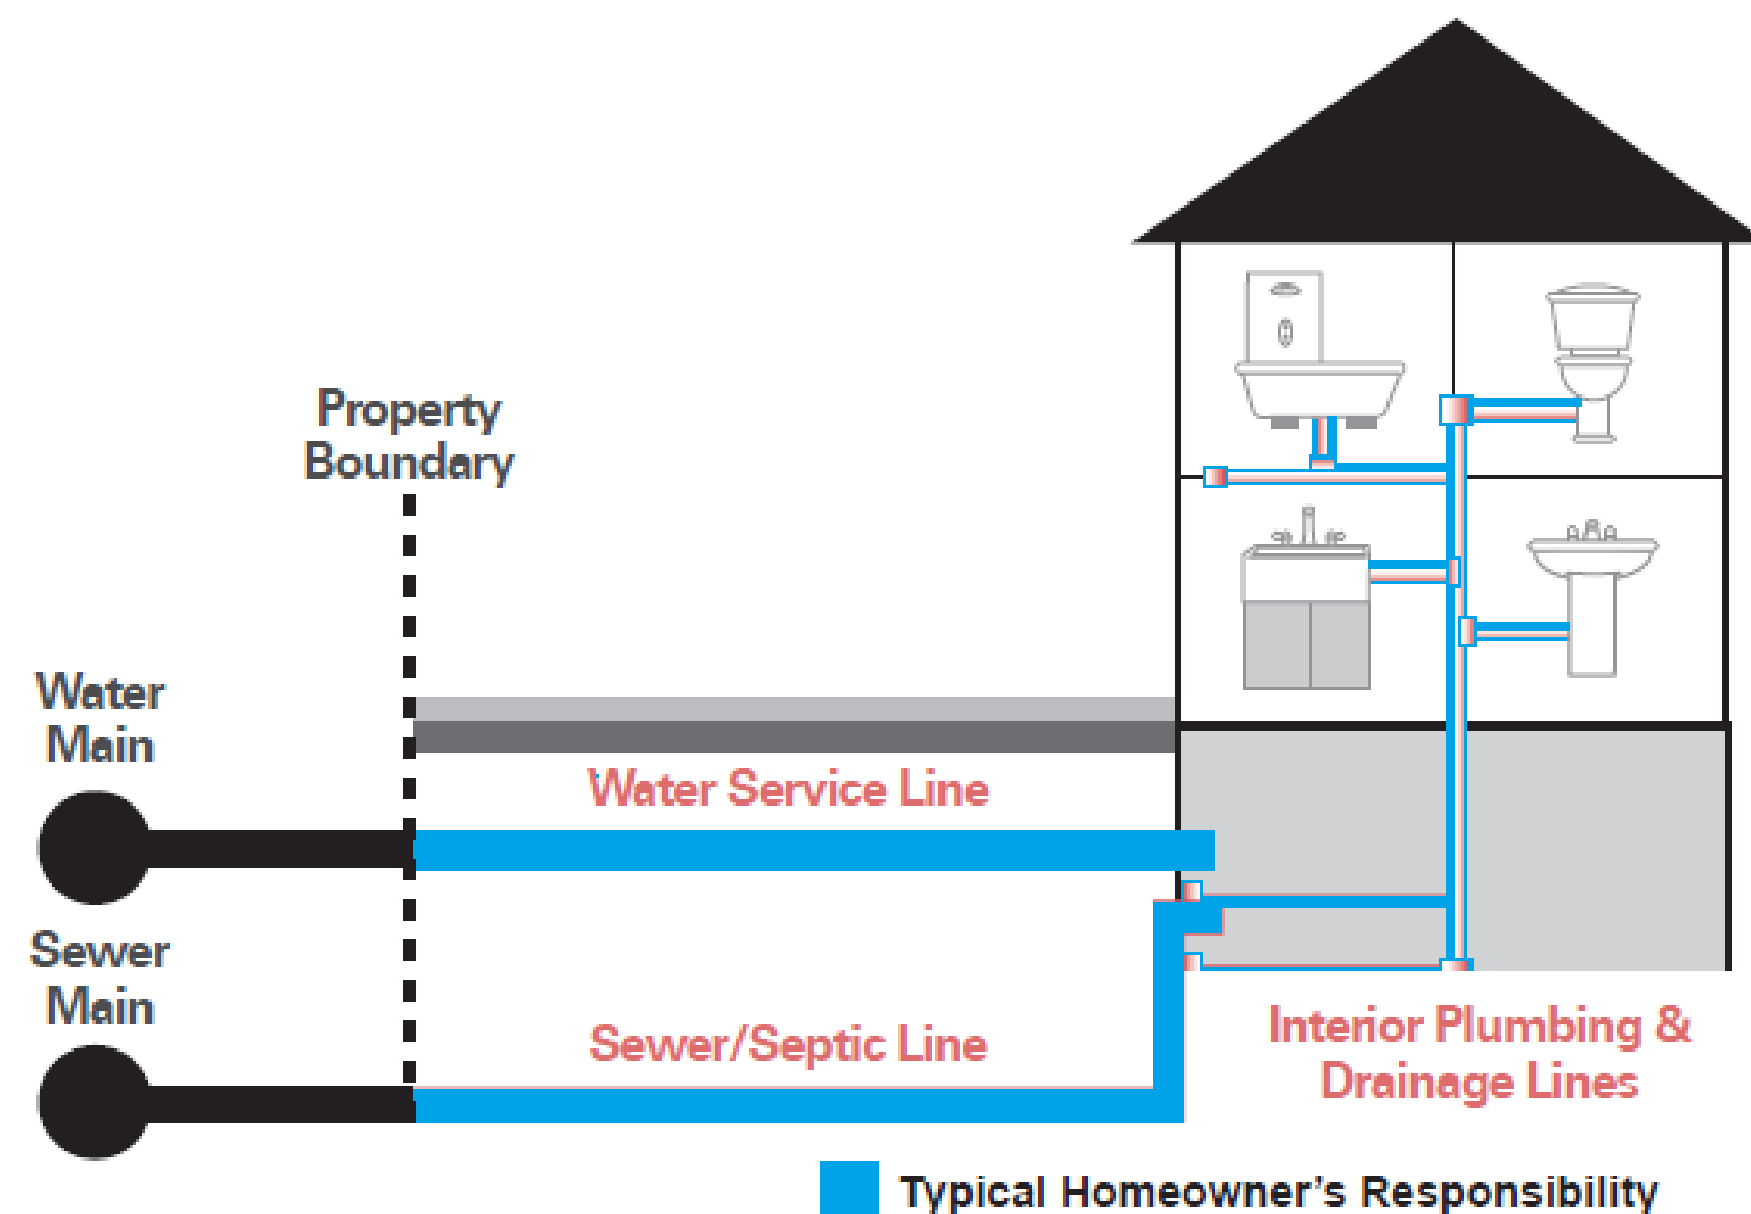 Property
Boundary
Water
Main
Water Service Line
Sewer
Main
Sewer/Septic Line
Interior Plumbing &
Drainage Lines
Typical Homeowner's Responsibility